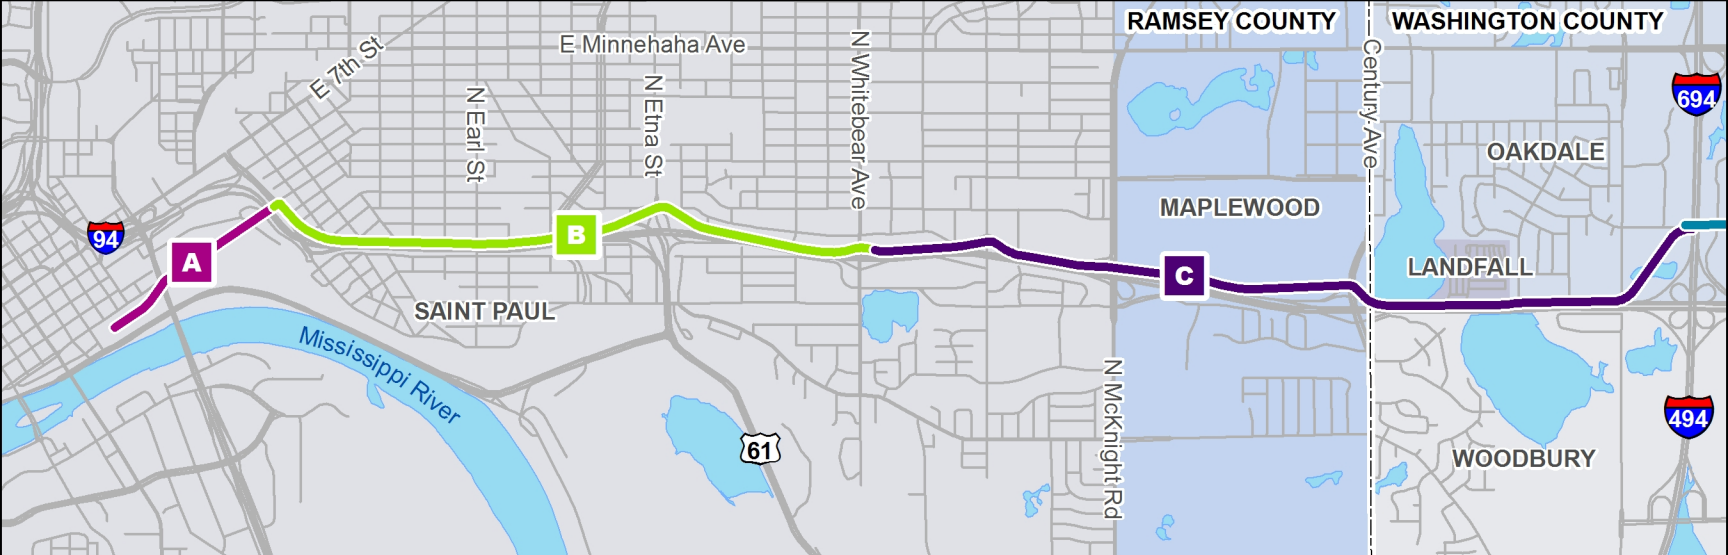 RAMSEY COUNTY
WASHINGTON COUNTY
E Minnehaha Ave
E 7th St
N Earl St
N Etna St
N Whitebear Ave
Century Ave
694
OAKDALE
MAPLEWOOD
94
A
B
C
LANDFALL
SAINT PAUL
Mississippi River
N McKnight Rd
61
494
WOODBURY